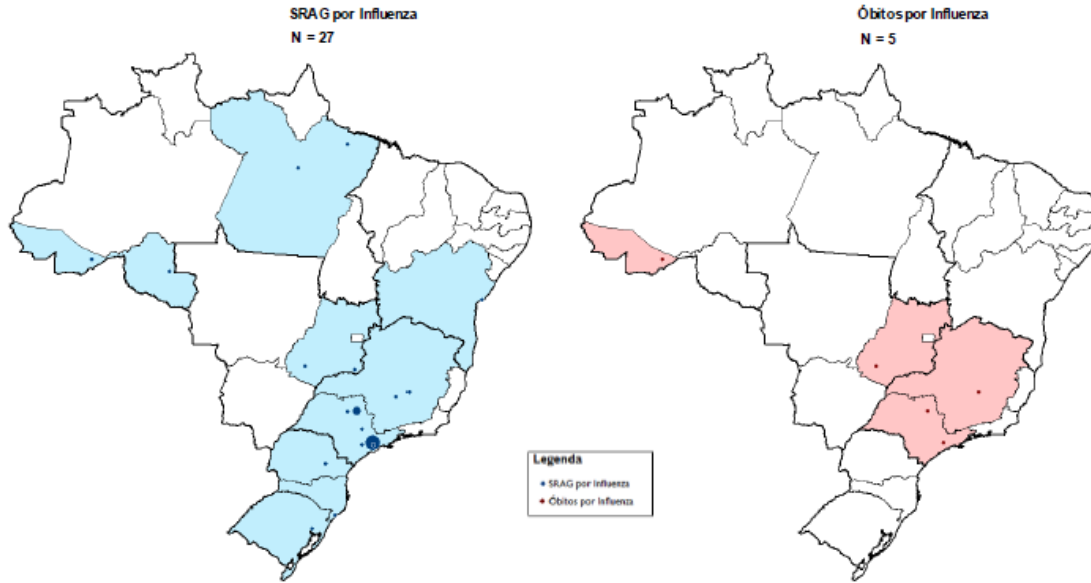 SRAG por Influenza
N = 27
Óbitos por Influenza
N = 5
Legenda
SRAG por Influenza
Óbitos por Influenza